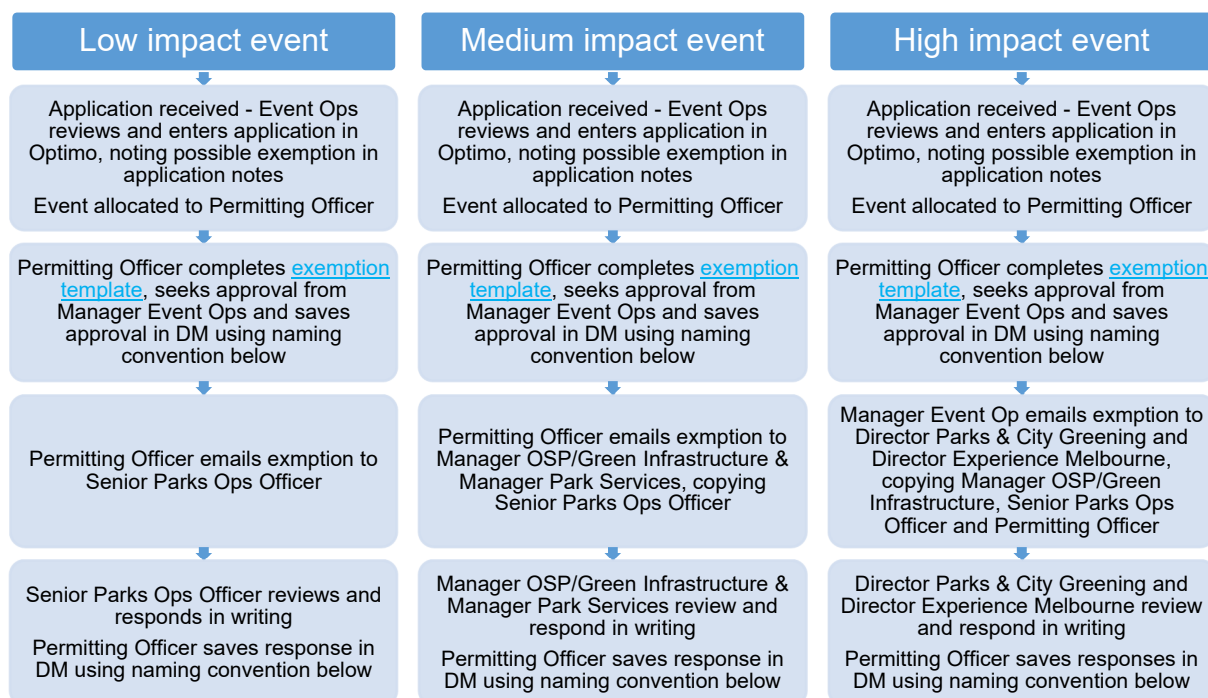 Low impact event
Application received - Event Ops
reviews and enters application in
Optimo, noting possible exemption in
application notes
Event allocated to Permitting Officer
Permitting Officer completes exemption
template, seeks approval from
Manager Event Ops and saves
approval in DM using naming
convention below
Permitting Officer emails exmption to
Senior Parks Ops Officer
Senior Parks Ops Officer reviews and
responds in writing
Permitting Officer saves response in
DM using naming convention below
Medium impact event
Application received - Event Ops
reviews and enters application in
Optimo, noting possible exemption in
application notes
Event allocated to Permitting Officer
Permitting Officer completes exemption
template, seeks approval from
Manager Event Ops and saves
approval in DM using naming
convention below
Permitting Officer emails exmption to
Manager OSP/Green Infrastructure &
Manager Park Services, copying
Senior Parks Ops Officer
Manager OSP/Green Infrastructure &
Manager Park Services review and
respond in writing
Permitting Officer saves response in
DM using naming convention below
High impact event
Application received - Event Ops
reviews and enters application in
Optimo, noting possible exemption in
application notes
Event allocated to Permitting Officer
Permitting Officer completes exemption
template, seeks approval from
Manager Event Ops and saves
approval in DM using naming
convention below
Manager Event Op emails exmption to
Director Parks & City Greening and
Director Experience Melbourne,
copying Manager OSP/Green
Infrastructure, Senior Parks Ops
Officer and Permitting Officer
Director Parks & City Greening and
Director Experience Melbourne review
and respond in writing
Permitting Officer saves responses in
DM using naming convention below